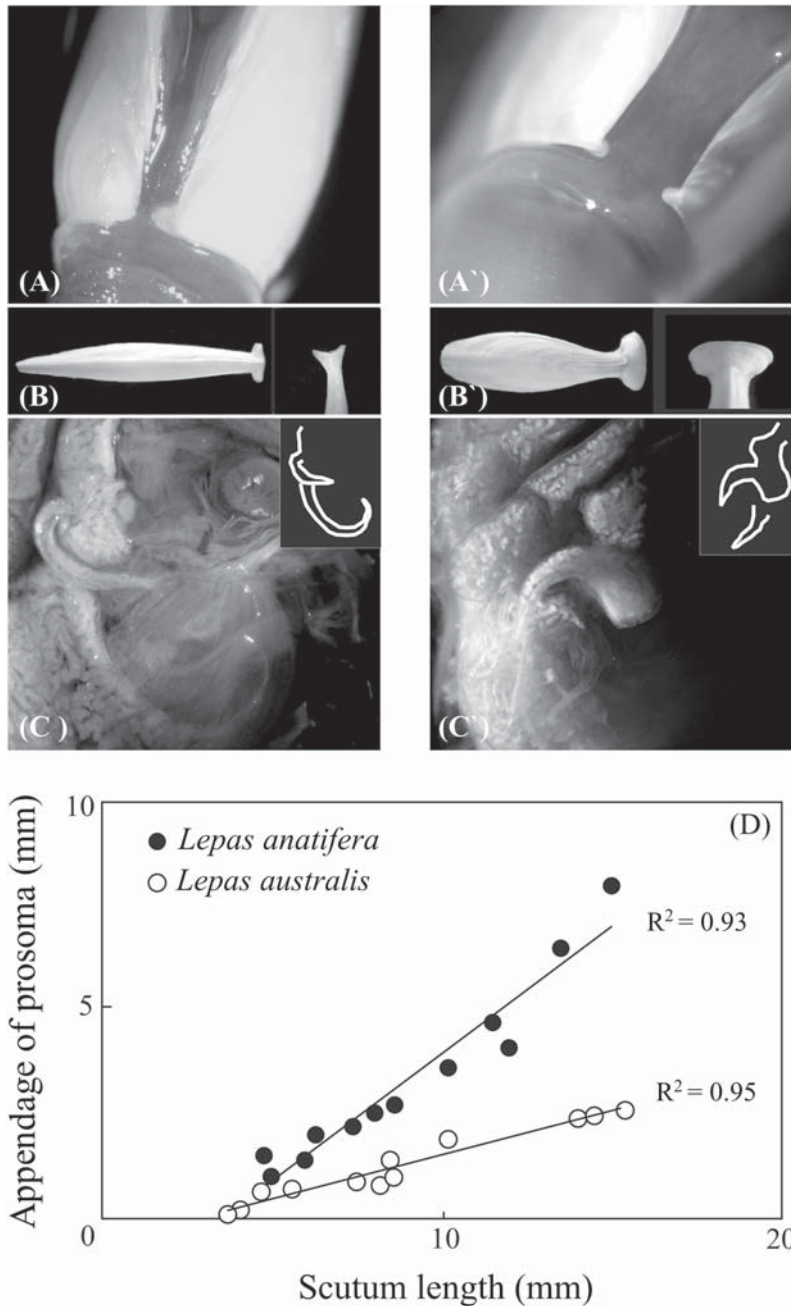 (A)
(A`)
(B)
(B`)
(C )
(C`)
10
(D)
Lepas anatifera
Lepas australis
R² = 0.93
5
R² = 0.95
Appendage of prosoma (mm)
0
10
20
Scutum length (mm)